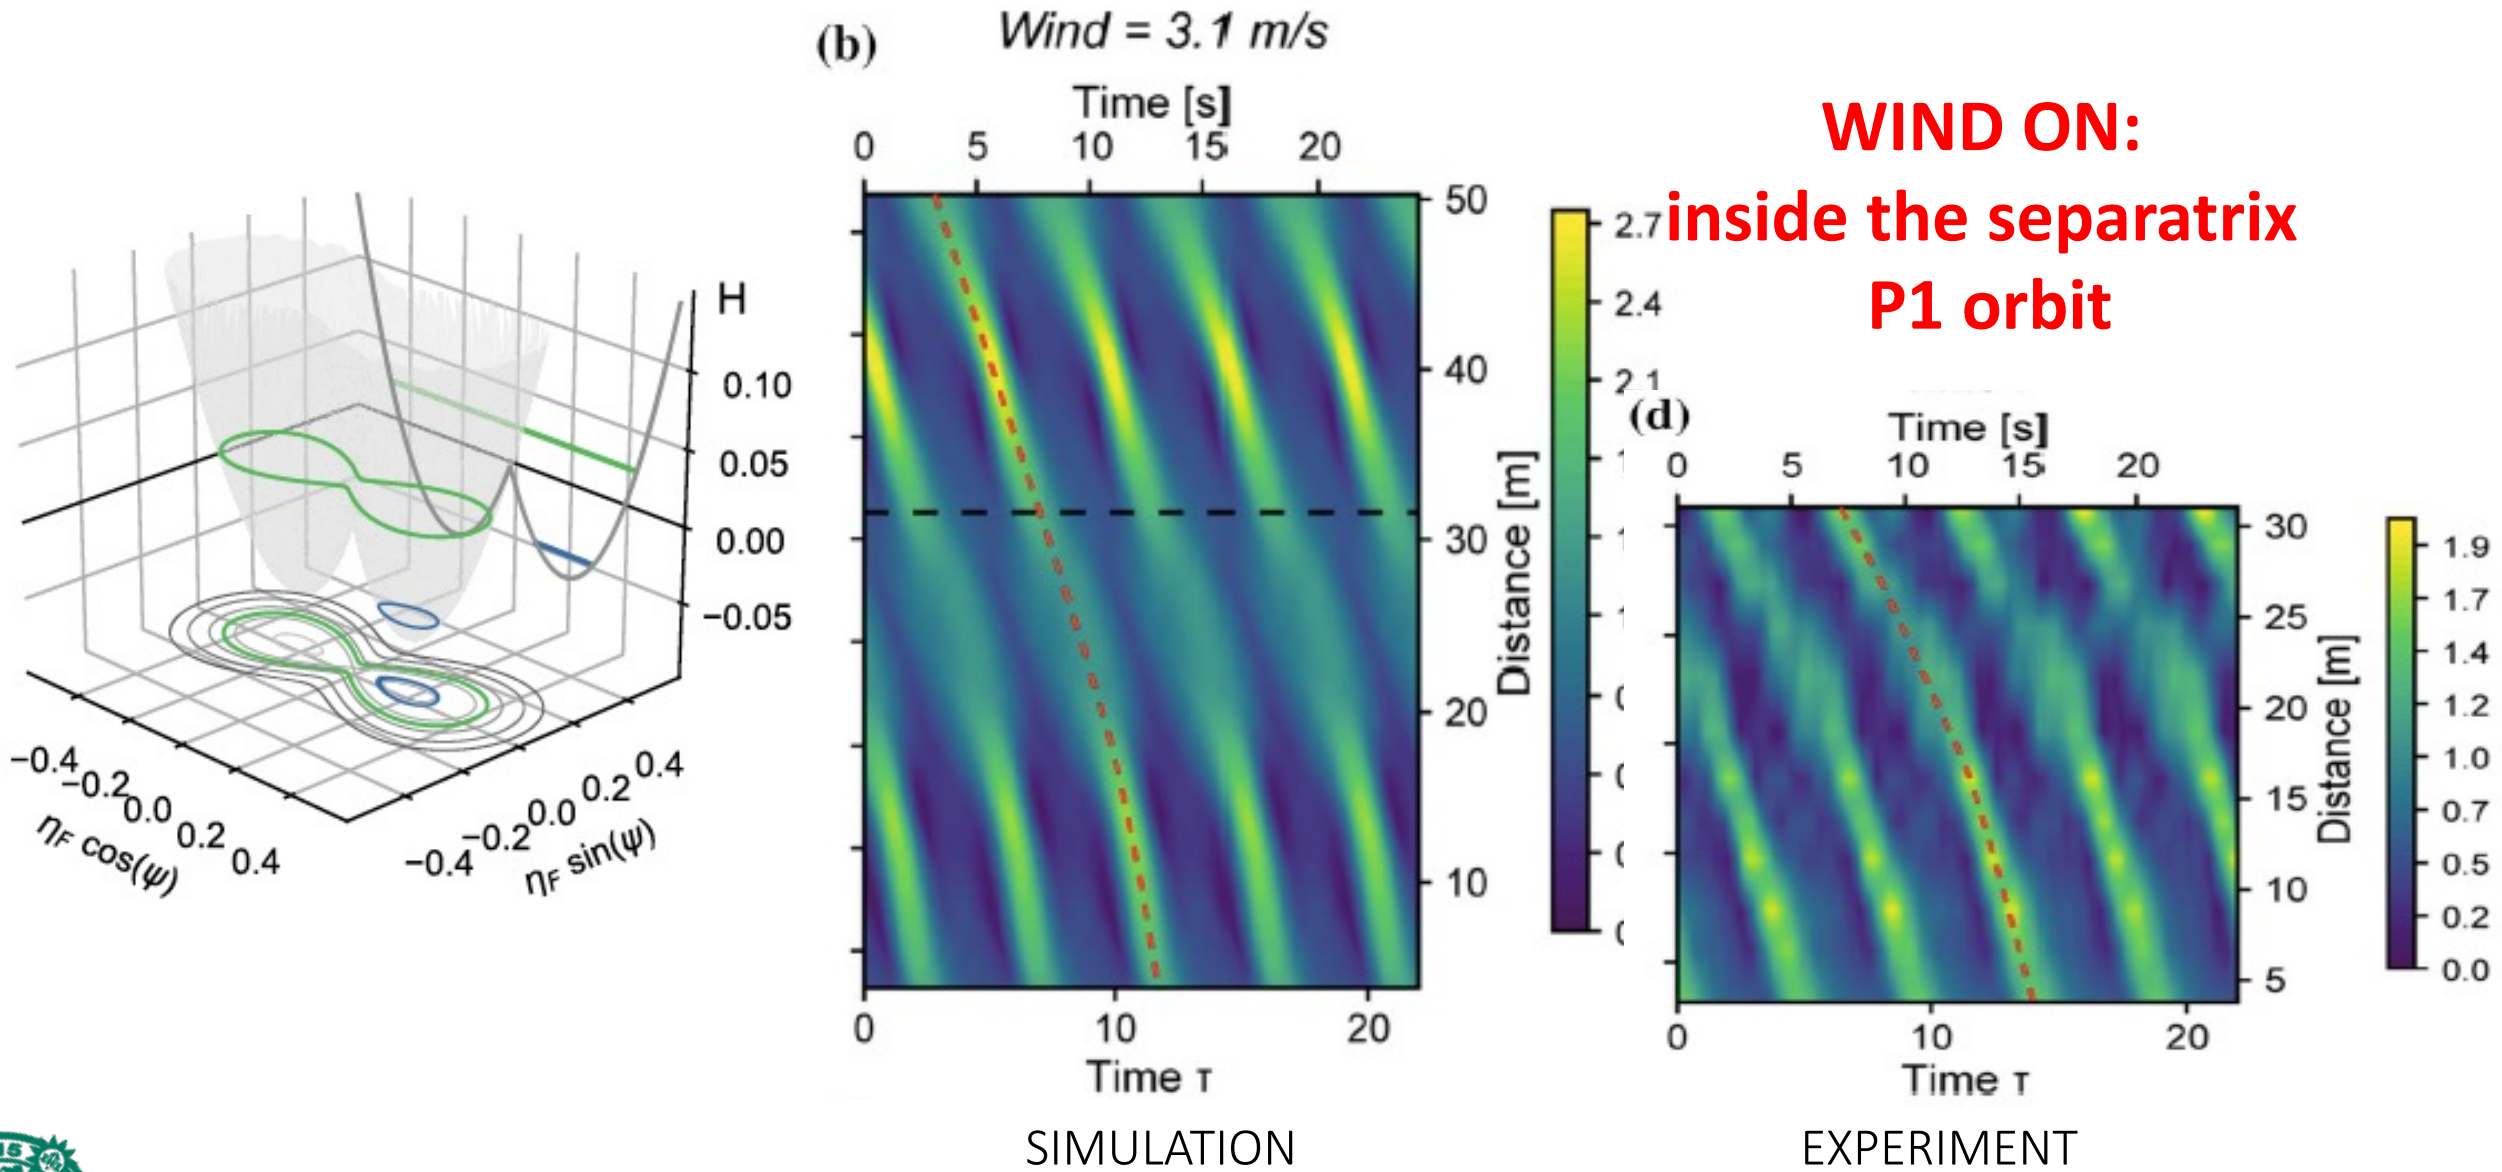 (b)
Wind = 3.1 m/s
Time [s]
0 5 10 15 20
50
40
30
20
10
Distance [m]
0 10 20
Time τ
SIMULATION
2.7
2.4
2.1
H
0.10
0.05
0.00
−0.05
−0.4
−0.2
0.0
0.2
0.4
ηF cos(ψ)
−0.4
−0.2
0.0
0.2
0.4
ηF sin(ψ)
WIND ON:
inside the separatrix
P1 orbit
(d)
Time [s]
0 5 10 15 20
30
25
20
15
10
5
Distance [m]
0 10 20
Time τ
1.9
1.7
1.4
1.2
1.0
0.7
0.5
0.2
0.0
EXPERIMENT